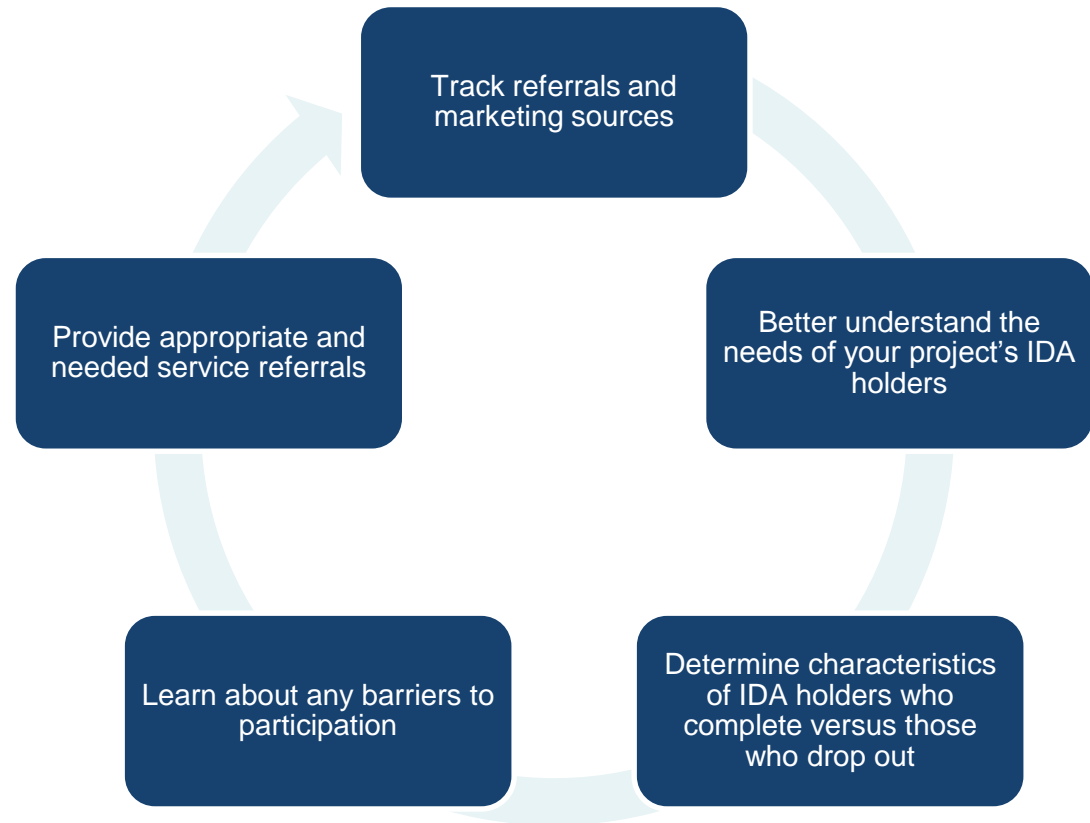 Track referrals and
marketing sources
Better understand the
needs of your project’s IDA
holders
Determine characteristics
of IDA holders who
complete versus those
who drop out
Learn about any barriers to
participation
Provide appropriate and
needed service referrals